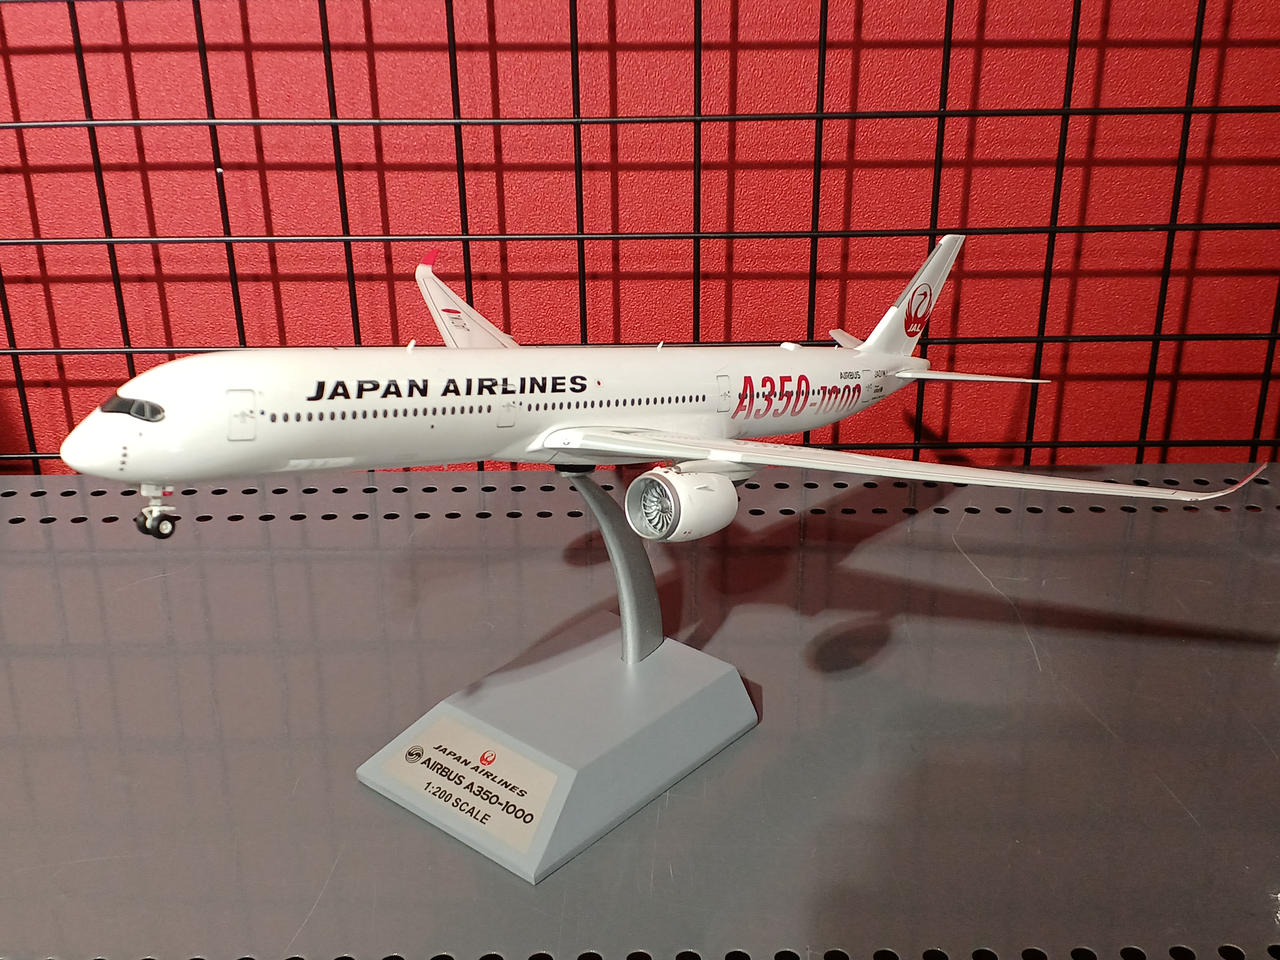 JAPAN AIRLINES
A350-1000
AIRBUS
JAL
JAPAN AIRLINES
AIRBUS A350-1000
1:200 SCALE